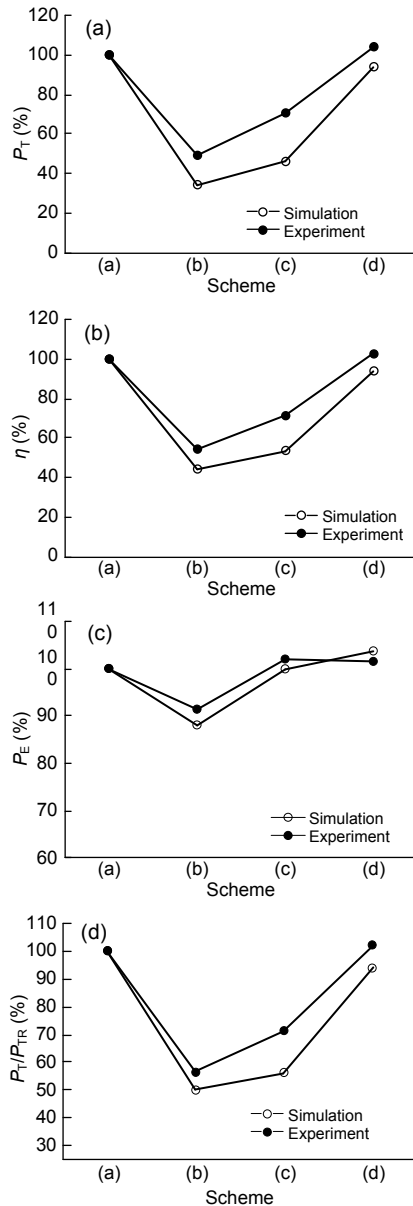 (a)
120
100
80
60
40
20
0
P_T (%)
Simulation
Experiment
(a) (b) (c) (d)
Scheme
(b)
120
100
80
60
40
20
0
η (%)
Simulation
Experiment
(a) (b) (c) (d)
Scheme
(c)
11
0
10
0
90
80
70
60
P_E (%)
Simulation
Experiment
(a) (b) (c) (d)
Scheme
(d)
110
100
90
80
70
60
50
40
30
P_T/P_TR (%)
Simulation
Experiment
(a) (b) (c) (d)
Scheme